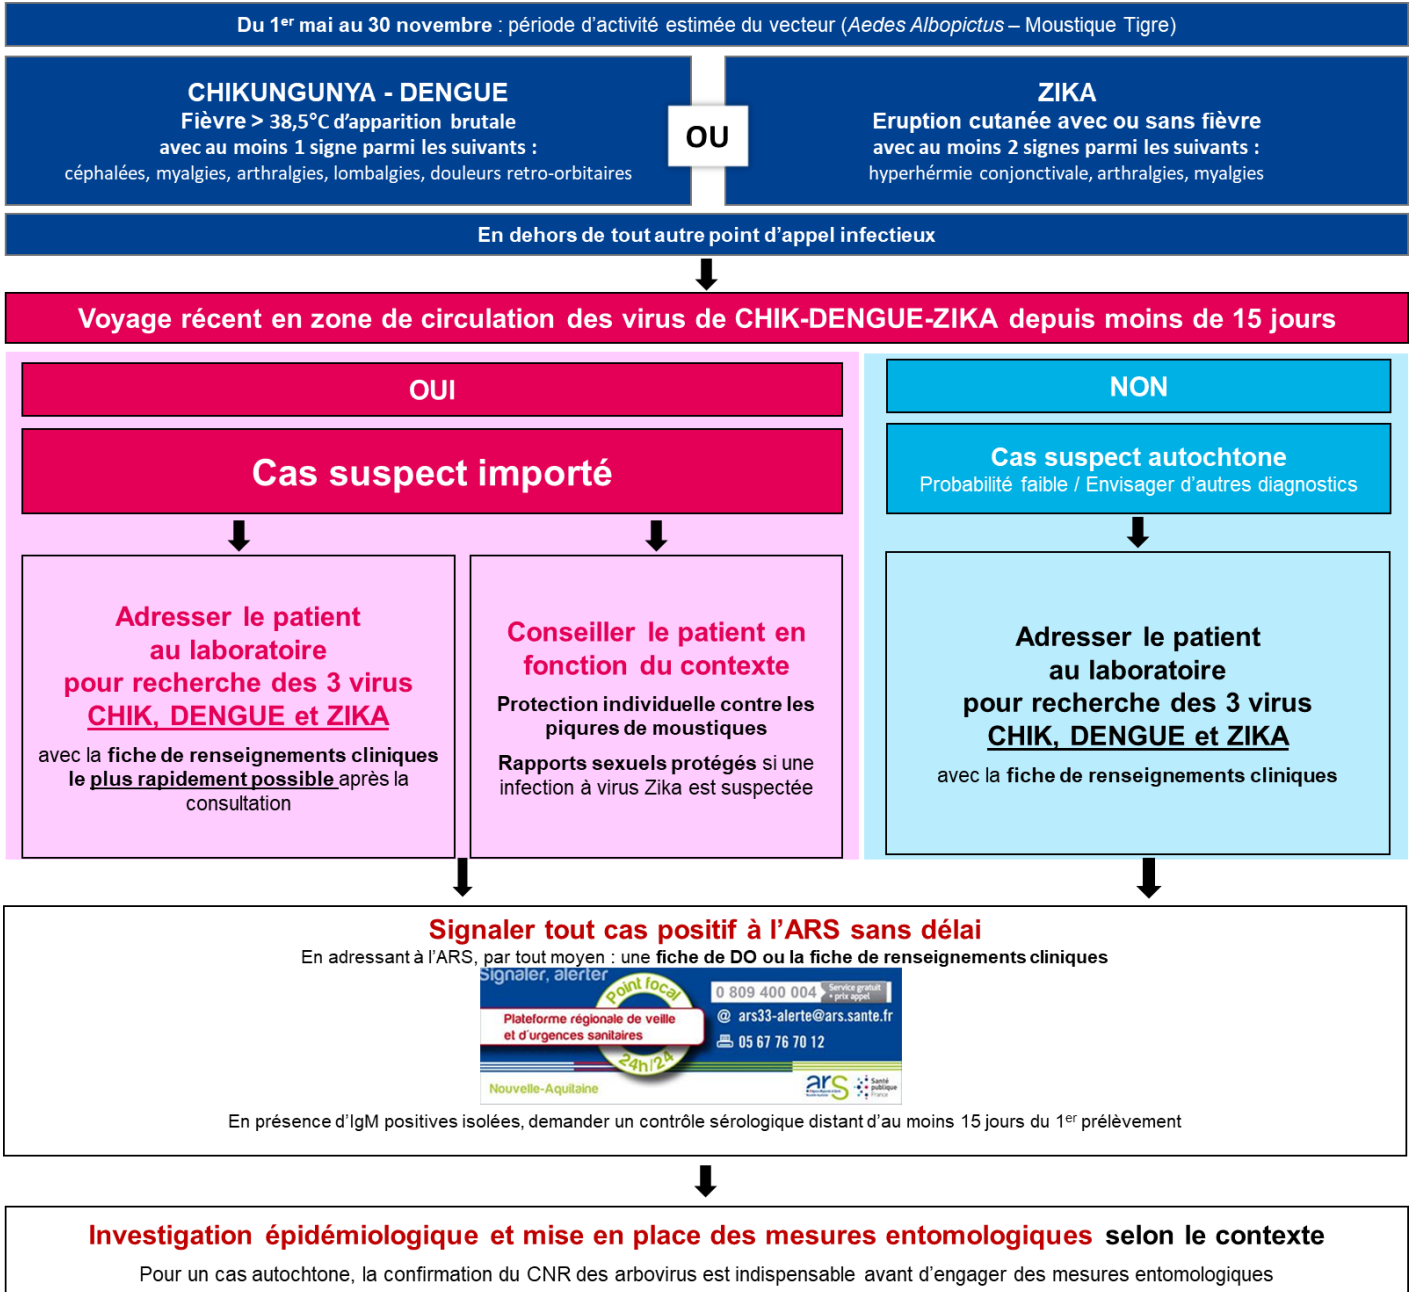 Du 1er mai au 30 novembre : période d'activité estimée du vecteur (Aedes Albopictus – Moustique Tigre)
CHIKUNGUNYA - DENGUE
Fièvre > 38,5°C d'apparition brutale
avec au moins 1 signe parmi les suivants :
céphalées, myalgies, arthralgies, lombalgies, douleurs retro-orbitaires
OU
ZIKA
Eruption cutanée avec ou sans fièvre
avec au moins 2 signes parmi les suivants :
hyperhérmie conjonctivale, arthralgies, myalgies
En dehors de tout autre point d'appel infectieux
Voyage récent en zone de circulation des virus de CHIK-DENGUE-ZIKA depuis moins de 15 jours
OUI
Cas suspect importé
Adresser le patient
au laboratoire
pour recherche des 3 virus
CHIK, DENGUE et ZIKA
avec la fiche de renseignements cliniques
le plus rapidement possible après la
consultation
Conseiller le patient en
fonction du contexte
Protection individuelle contre les
piqures de moustiques
Rapports sexuels protégés si une
infection à virus Zika est suspectée
NON
Cas suspect autochtone
Probabilité faible / Envisager d'autres diagnostics
Adresser le patient
au laboratoire
pour recherche des 3 virus
CHIK, DENGUE et ZIKA
avec la fiche de renseignements cliniques
Signaler tout cas positif à l'ARS sans délai
En adressant à l'ARS, par tout moyen : une fiche de DO ou la fiche de renseignements cliniques
Signaler, alerter
Point focal
Plateforme régionale de veille
et d'urgences sanitaires
24h/24
0 809 400 004 Service gratuit
+ prix appel
@ ars33-alerte@ars.sante.fr
05 67 76 70 12
Nouvelle-Aquitaine
ars
Santé
publique
France
En présence d'IgM positives isolées, demander un contrôle sérologique distant d'au moins 15 jours du 1er prélèvement
Investigation épidémiologique et mise en place des mesures entomologiques selon le contexte
Pour un cas autochtone, la confirmation du CNR des arbovirus est indispensable avant d'engager des mesures entomologiques